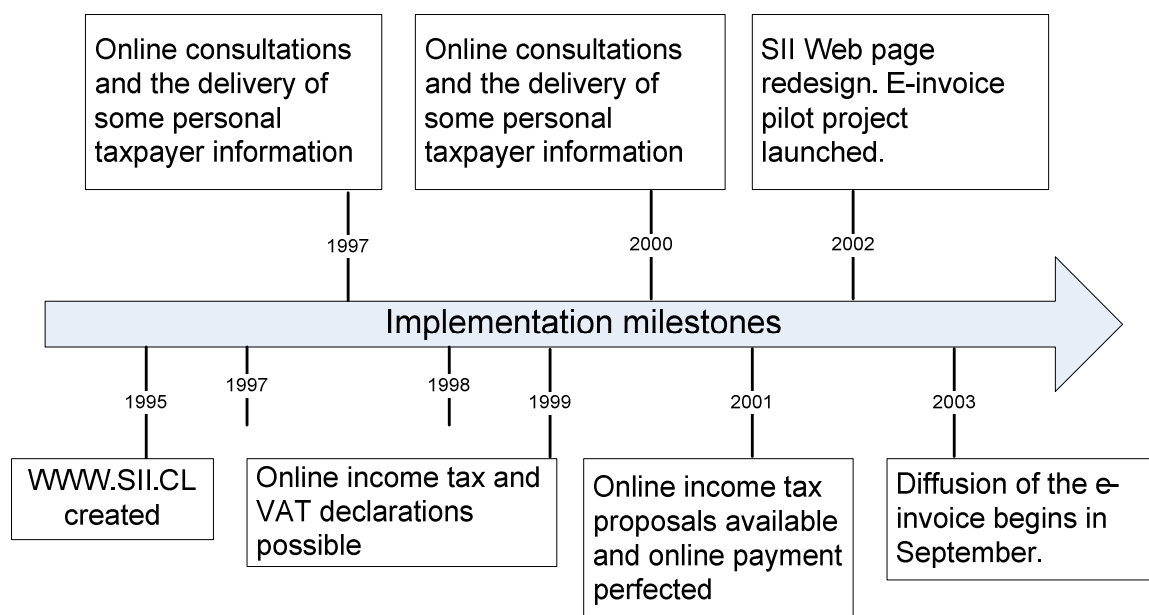 Online consultations
and the delivery of
some personal
taxpayer information
Online consultations
and the delivery of
some personal
taxpayer information
SII Web page
redesign. E-invoice
pilot project
launched.
1997
2000
2002
Implementation milestones
1995
1997
1998
1999
2001
2003
WWW.SII.CL
created
Online income tax and
VAT declarations
possible
Online income tax
proposals available
and online payment
perfected
Diffusion of the e-
invoice begins in
September.